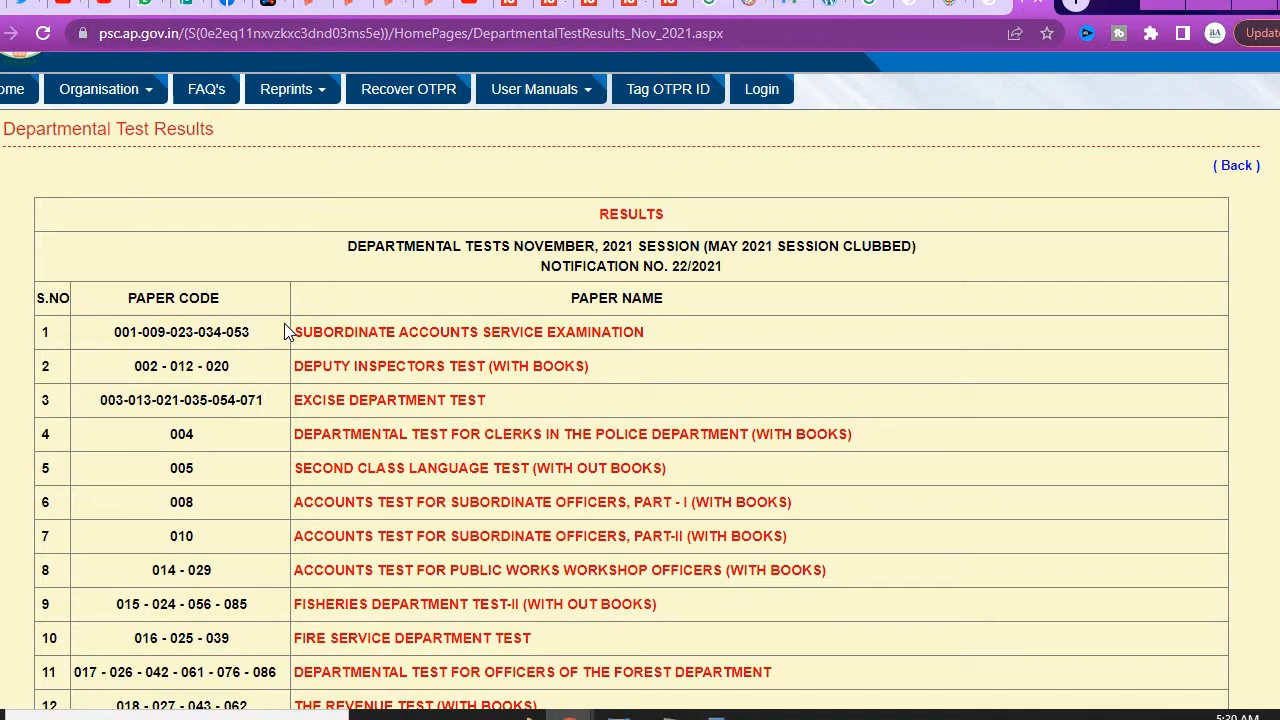 psc.ap.gov.in/(S(0e2eq11nxvzkxc3dnd03ms5e))/HomePages/DepartmentalTestResults_Nov_2021.aspx
BA
Update
ome
Organisation
FAQ's
Reprints
Recover OTPR
User Manuals
Tag OTPR ID
Login
Departmental Test Results
( Back )
RESULTS
DEPARTMENTAL TESTS NOVEMBER, 2021 SESSION (MAY 2021 SESSION CLUBBED)
NOTIFICATION NO. 22/2021
S.NO PAPER CODE PAPER NAME
1 001-009-023-034-053 SUBORDINATE ACCOUNTS SERVICE EXAMINATION
2 002 - 012 - 020 DEPUTY INSPECTORS TEST (WITH BOOKS)
3 003-013-021-035-054-071 EXCISE DEPARTMENT TEST
4 004 DEPARTMENTAL TEST FOR CLERKS IN THE POLICE DEPARTMENT (WITH BOOKS)
5 005 SECOND CLASS LANGUAGE TEST (WITH OUT BOOKS)
6 008 ACCOUNTS TEST FOR SUBORDINATE OFFICERS, PART - I (WITH BOOKS)
7 010 ACCOUNTS TEST FOR SUBORDINATE OFFICERS, PART-II (WITH BOOKS)
8 014 - 029 ACCOUNTS TEST FOR PUBLIC WORKS WORKSHOP OFFICERS (WITH BOOKS)
9 015 - 024 - 056 - 085 FISHERIES DEPARTMENT TEST-II (WITH OUT BOOKS)
10 016 - 025 - 039 FIRE SERVICE DEPARTMENT TEST
11 017 - 026 - 042 - 061 - 076 - 086 DEPARTMENTAL TEST FOR OFFICERS OF THE FOREST DEPARTMENT
12 018 - 027 - 043 - 062 THE REVENUE TEST (WITH BOOKS)